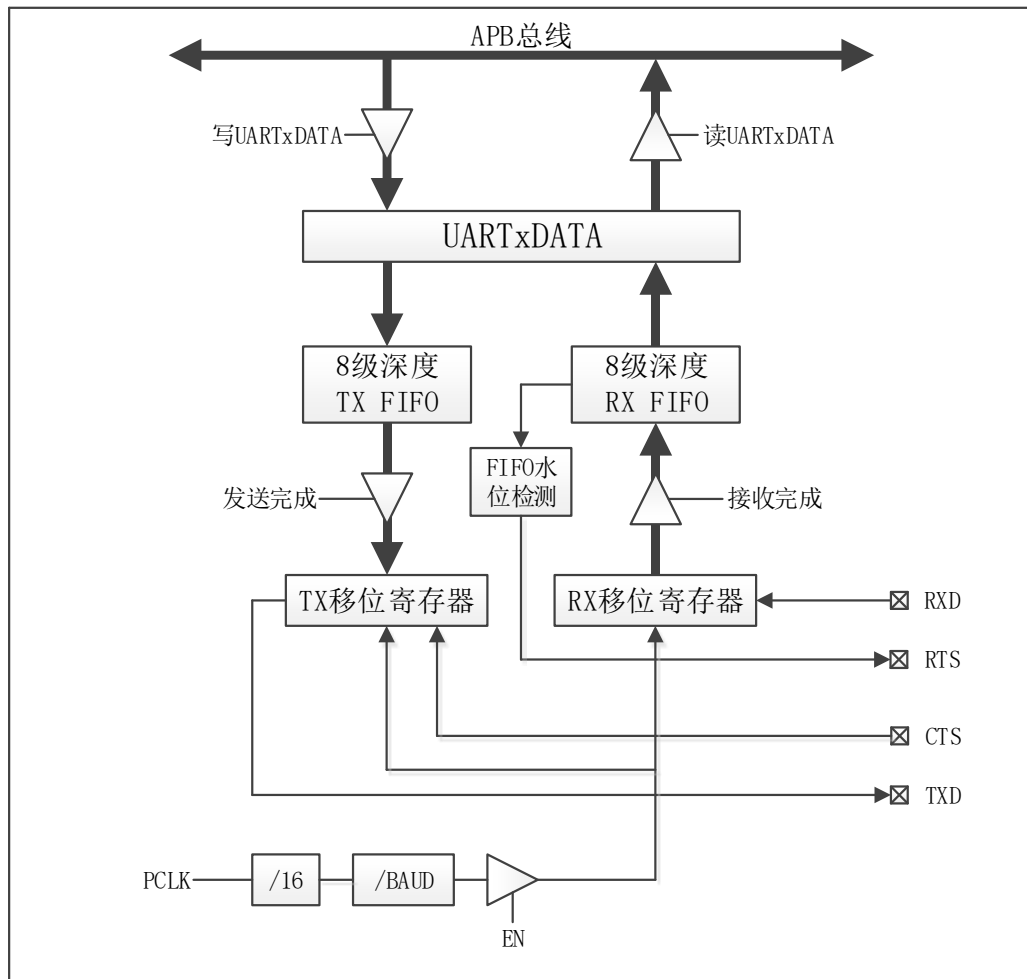 APB总线
写UARTxDATA
读UARTxDATA
UARTxDATA
8级深度
TX FIFO
8级深度
RX FIFO
FIFO水
位检测
发送完成
接收完成
TX移位寄存器
RX移位寄存器
RXD
RTS
CTS
TXD
PCLK
/16
/BAUD
EN